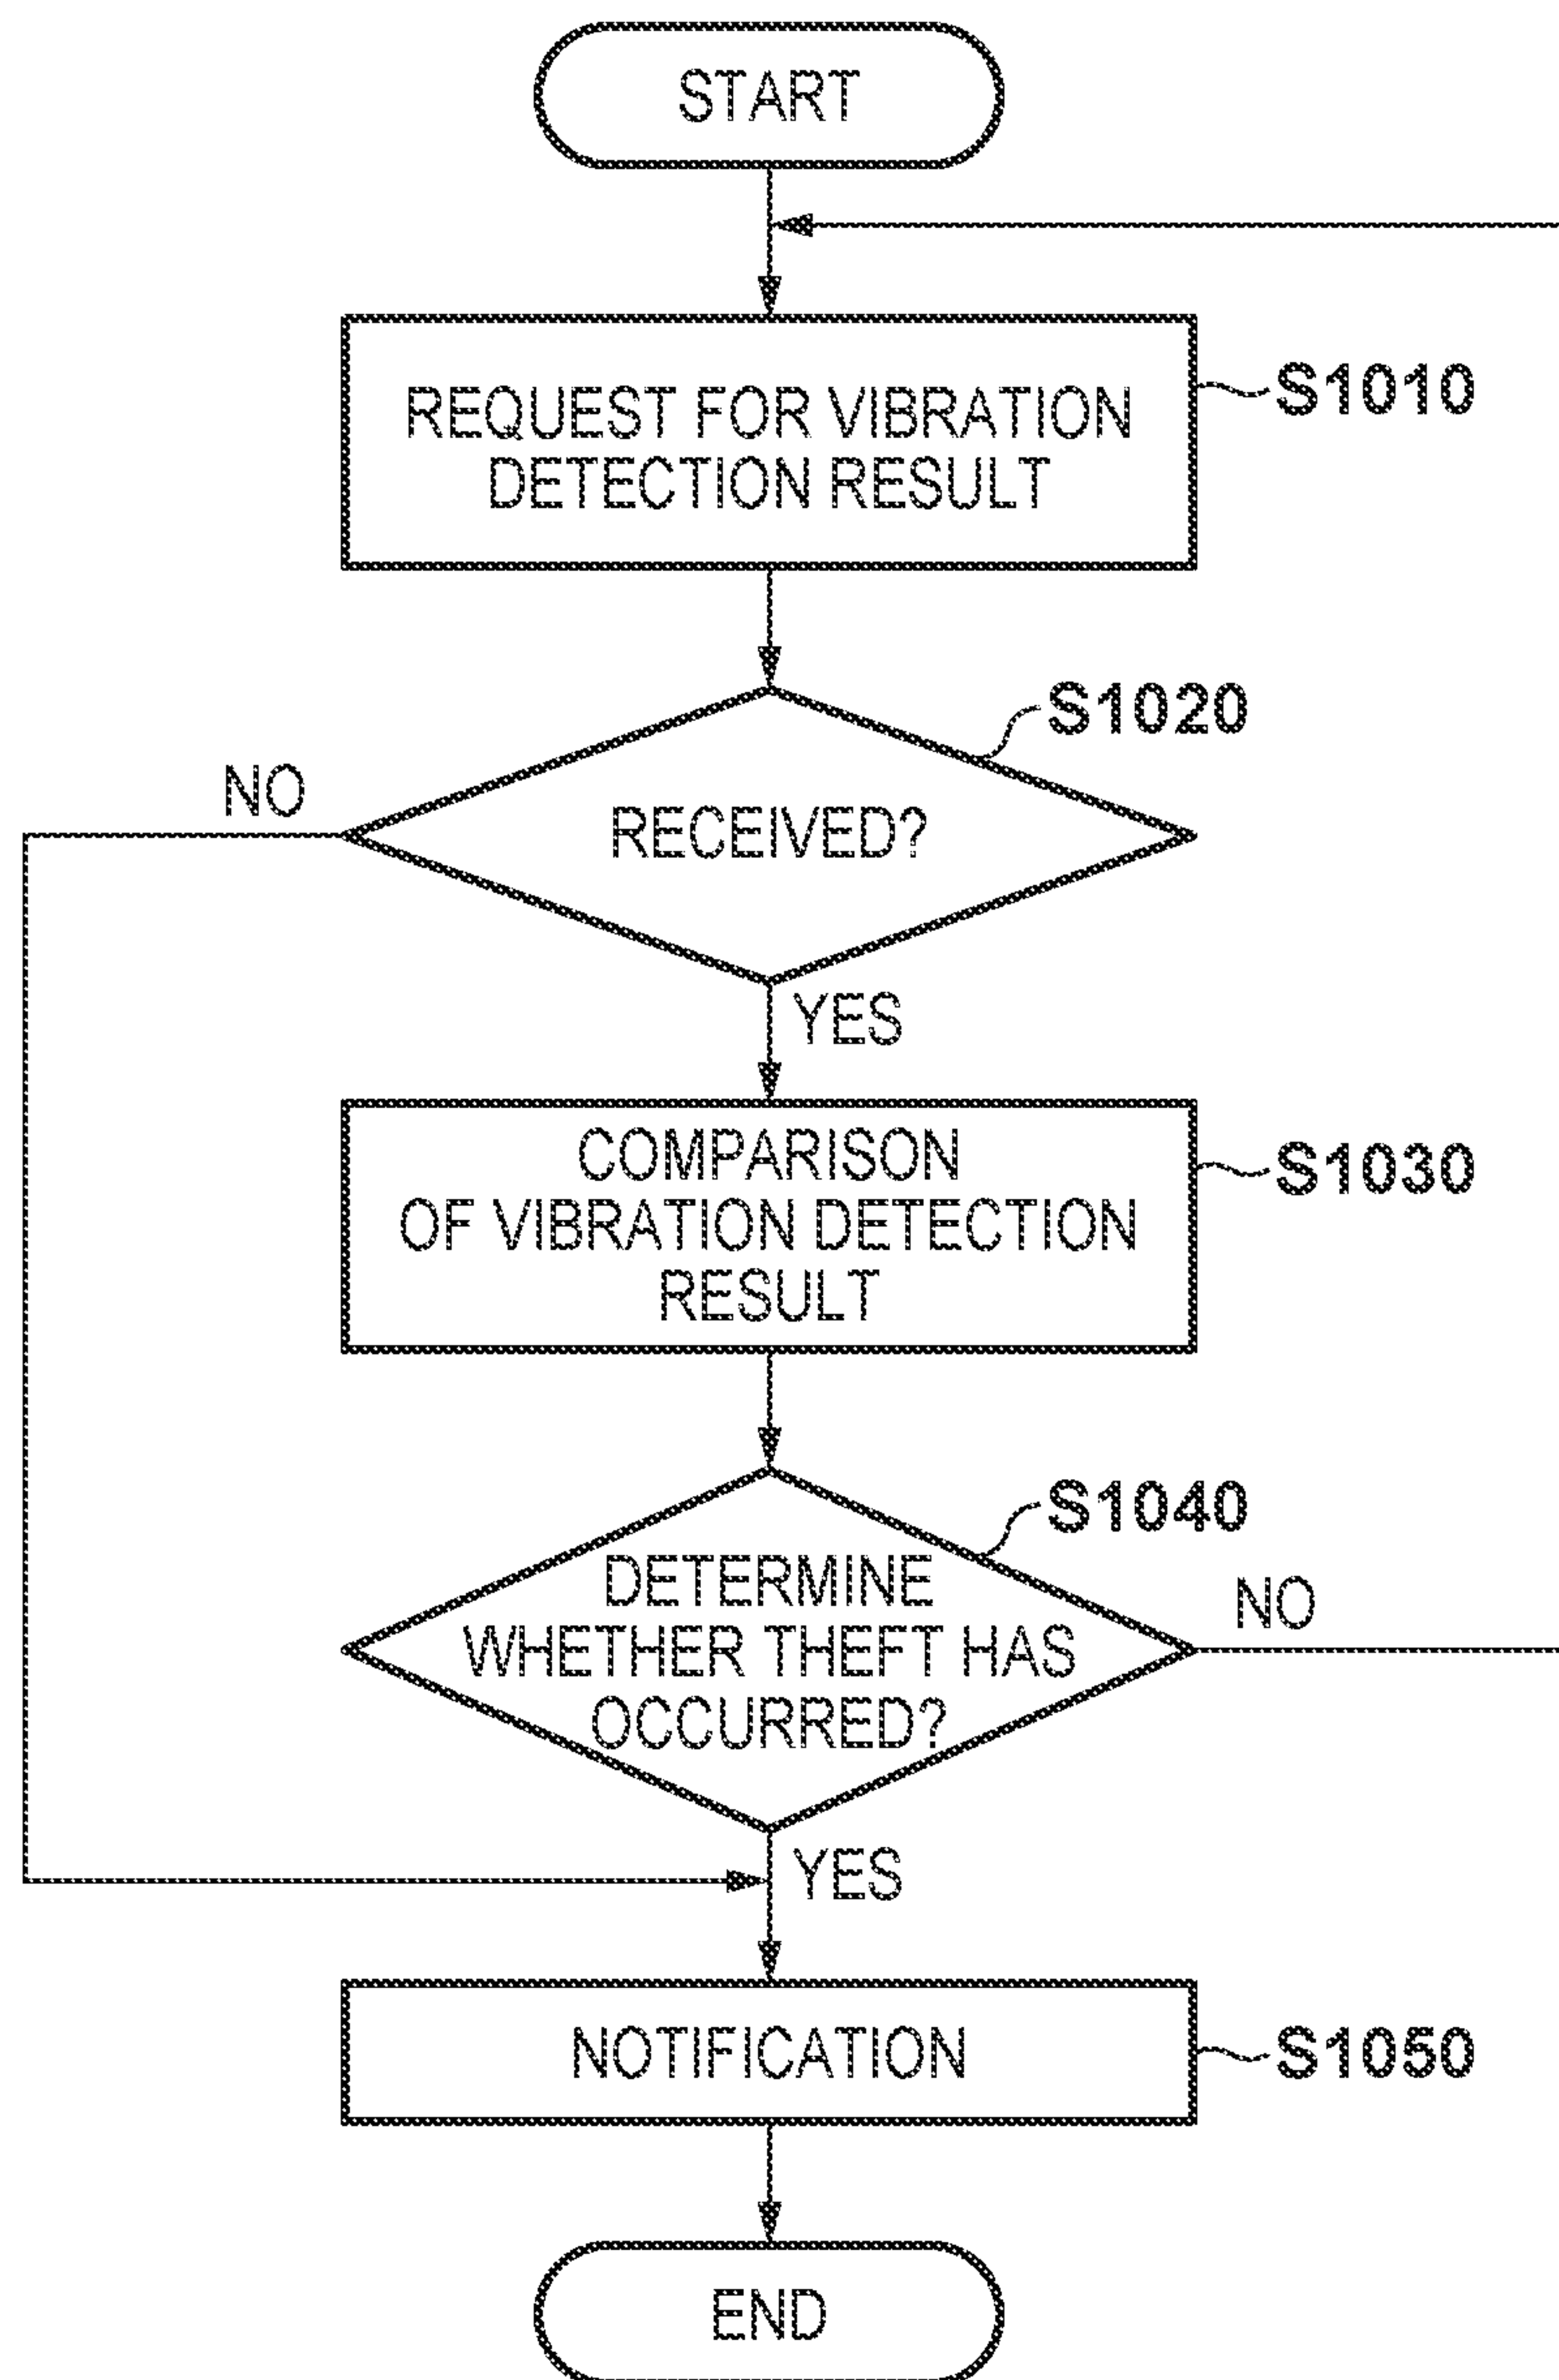 START
REQUEST FOR VIBRATION
DETECTION RESULT
S1010
S1020
NO
RECEIVED?
YES
COMPARISON
OF VIBRATION DETECTION
RESULT
S1030
S1040
DETERMINE
WHETHER THEFT HAS
OCCURRED?
NO
YES
NOTIFICATION
S1050
END